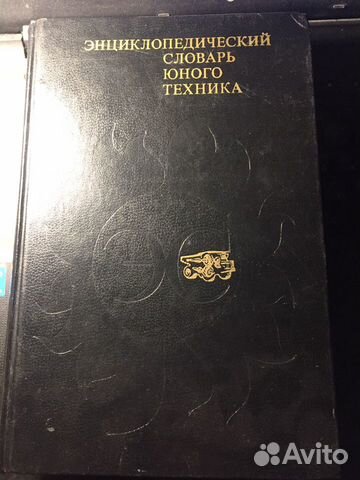 ЭНЦИКЛОПЕДИЧЕСКИЙ
СЛОВАРЬ
ЮНОГО
ТЕХНИКА
Avito